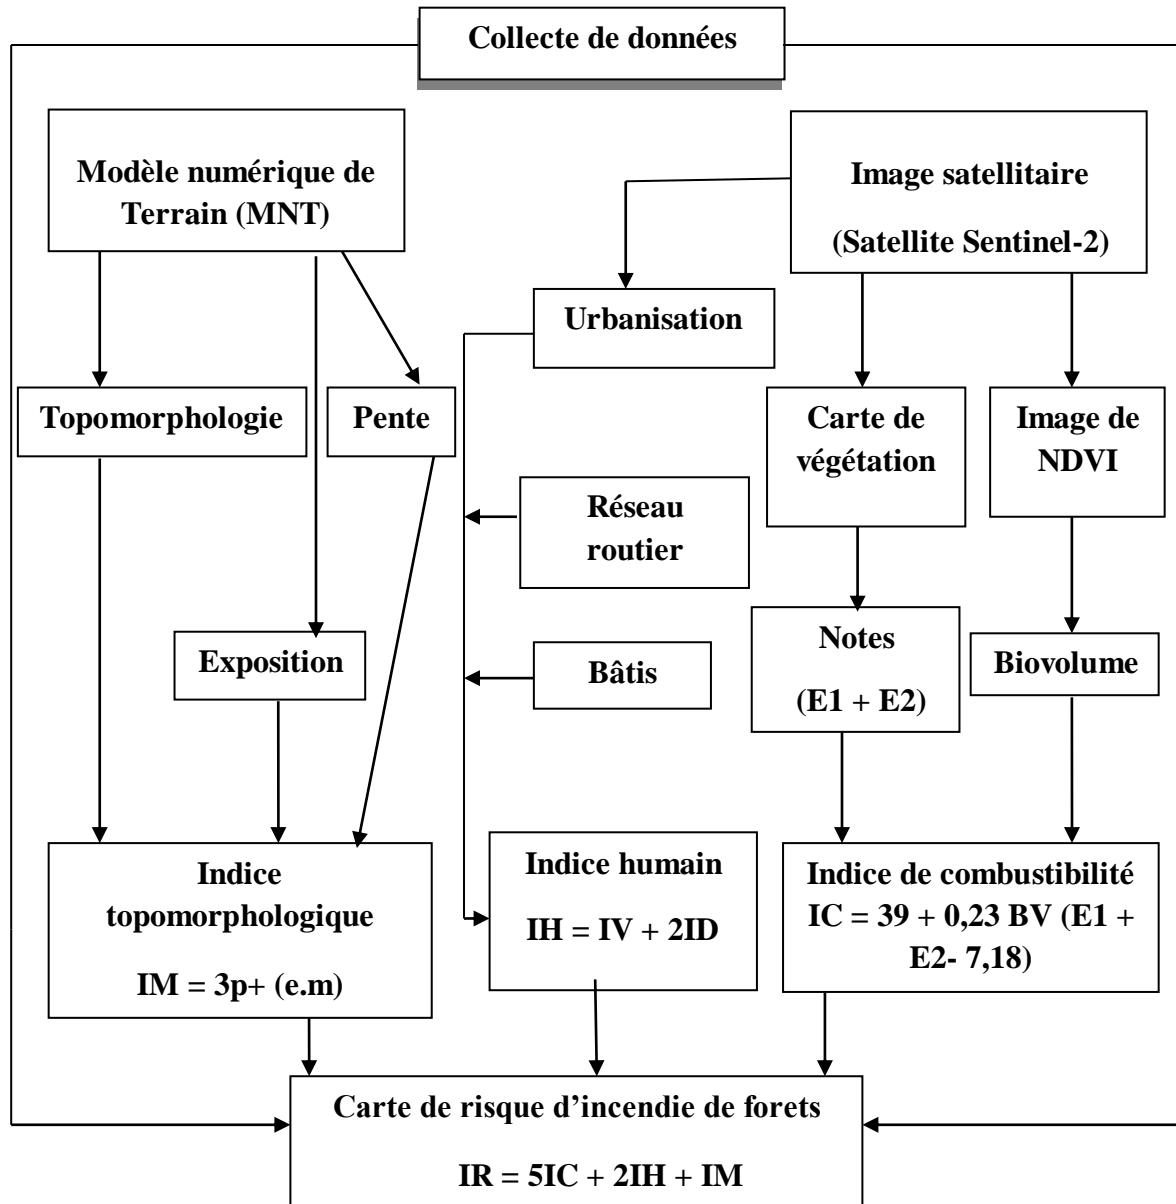 Collecte de données
Modèle numérique de
Terrain (MNT)
Image satellitaire
(Satellite Sentinel-2)
Urbanisation
Topomorphologie
Pente
Carte de
végétation
Image de
NDVI
Réseau
routier
Exposition
Bâtis
Notes
(E1 + E2)
Biovolume
Indice
topomorphologique
IM = 3p+ (e.m)
Indice humain
IH = IV + 2ID
Indice de combustibilité
IC = 39 + 0,23 BV (E1 +
E2- 7,18)
Carte de risque d’incendie de forets
IR = 5IC + 2IH + IM